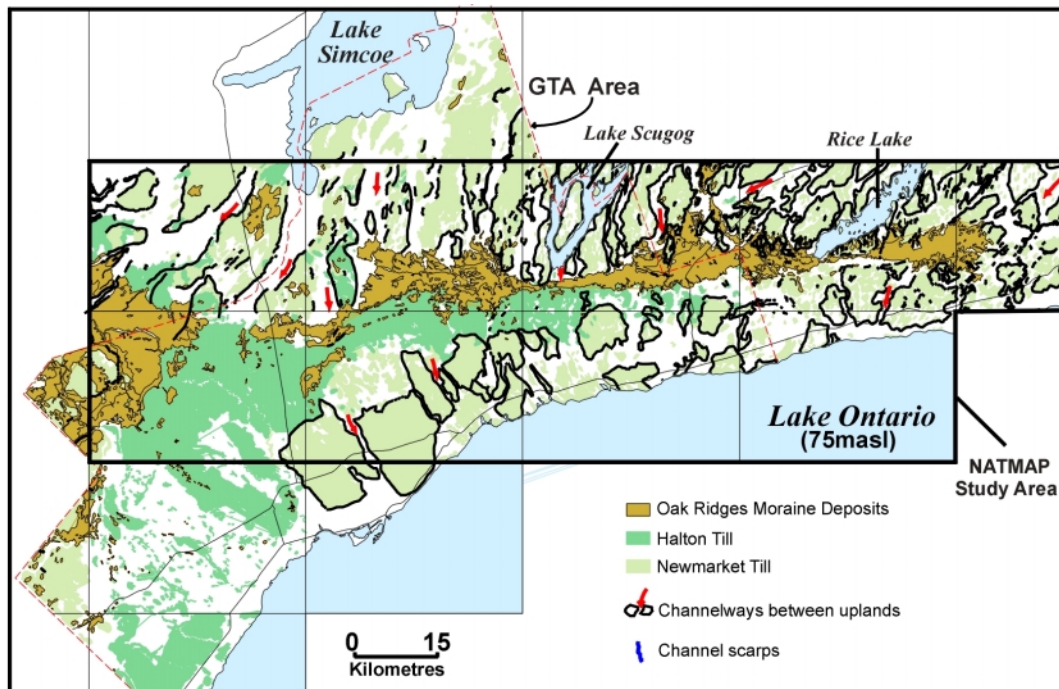 Lake
Simcoe
GTA Area
Lake Scugog
Rice Lake
Lake Ontario
(75masl)
NATMAP
Study Area
Oak Ridges Moraine Deposits
Halton Till
Newmarket Till
Channelways between uplands
Channel scarps
0 15
Kilometres